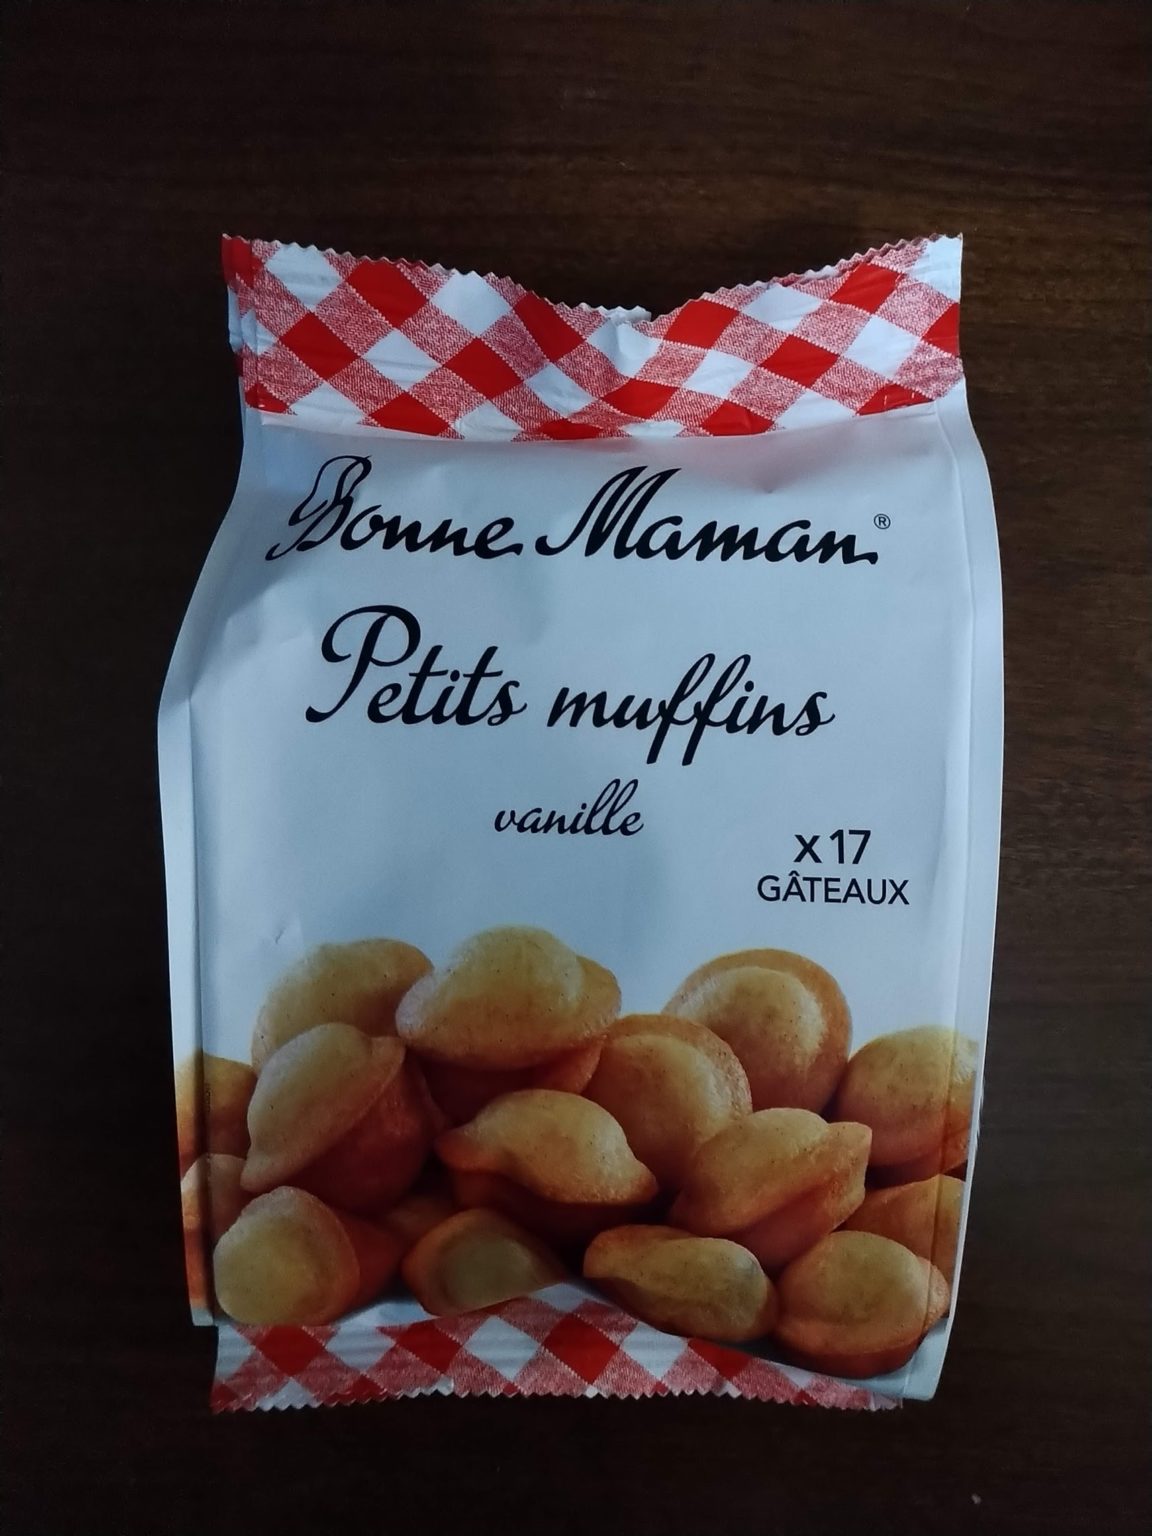 Bonne Maman®
Petits muffins
vanille
x 17
GÂTEAUX